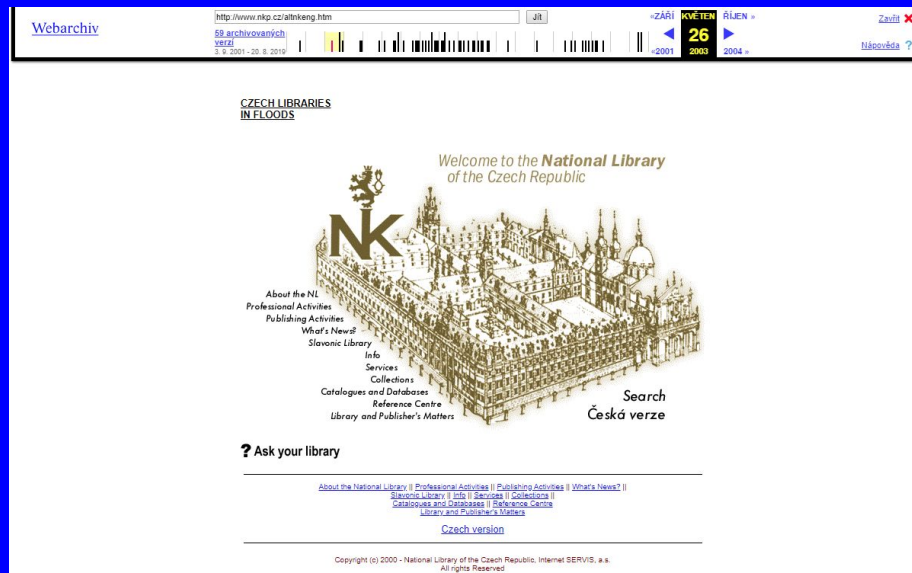 Webarchiv
http://www.nkp.cz/altnkeng.htm
Jít
59 archivovaných
verzí
3. 9. 2001 - 20. 8. 2019
«ZÁŘÍ KVĚTEN ŘÍJEN »
26
«2001 2003 2004 »
Zavřít
Nápověda ?
CZECH LIBRARIES
IN FLOODS
Welcome to the National Library
of the Czech Republic
NK
About the NL
Professional Activities
Publishing Activities
What's News?
Slavonic Library
Info
Services
Collections
Catalogues and Databases
Reference Centre
Library and Publisher's Matters
Search
Česká verze
? Ask your library
About the National Library || Professional Activities || Publishing Activities || What's News? ||
Slavonic Library || Info || Services || Collections ||
Catalogues and Databases || Reference Centre
Library and Publisher's Matters
Czech version
Copyright (c) 2000 - National Library of the Czech Republic, Internet SERVIS, a.s.
All rights Reserved